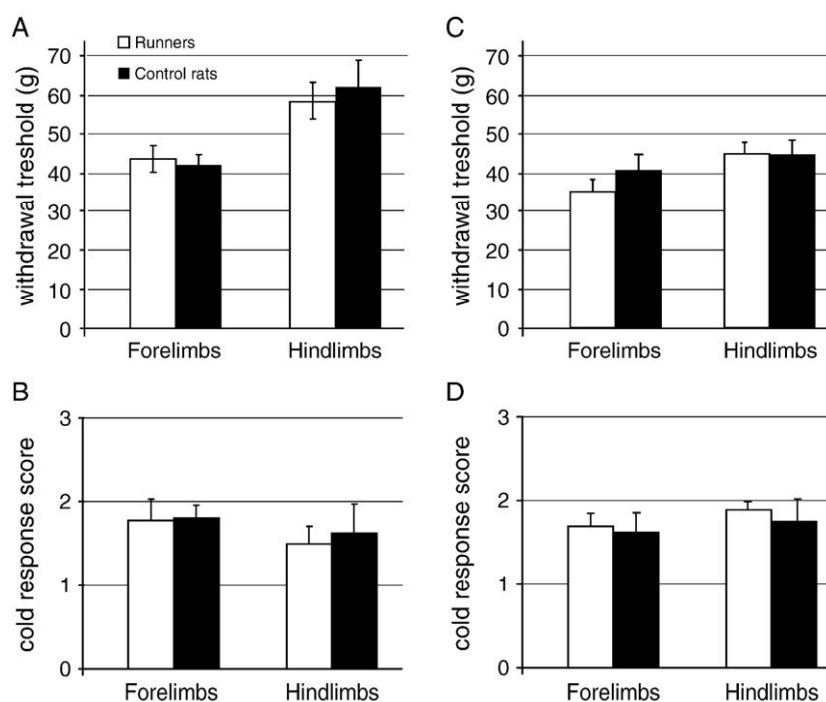 A
Runners
Control rats
withdrawal treshold (g)
70
60
50
40
30
20
10
0
Forelimbs Hindlimbs
C
withdrawal treshold (g)
70
60
50
40
30
20
10
0
Forelimbs Hindlimbs
B
cold response score
3
2
1
0
Forelimbs Hindlimbs
D
cold response score
3
2
1
0
Forelimbs Hindlimbs